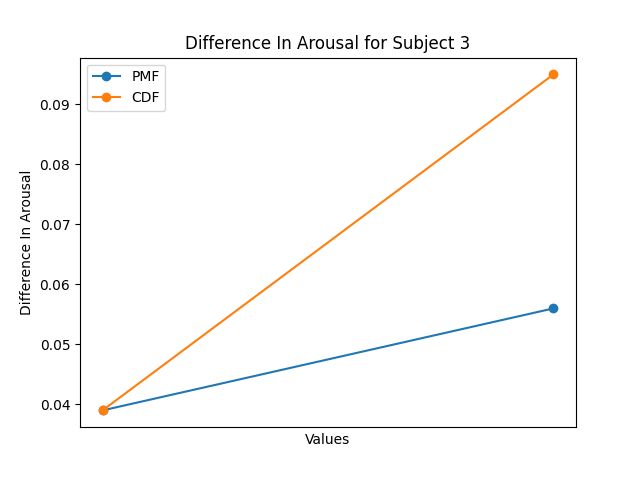 Difference In Arousal for Subject 3
PMF
CDF
0.09
0.08
0.07
0.06
0.05
0.04
Difference In Arousal
Values